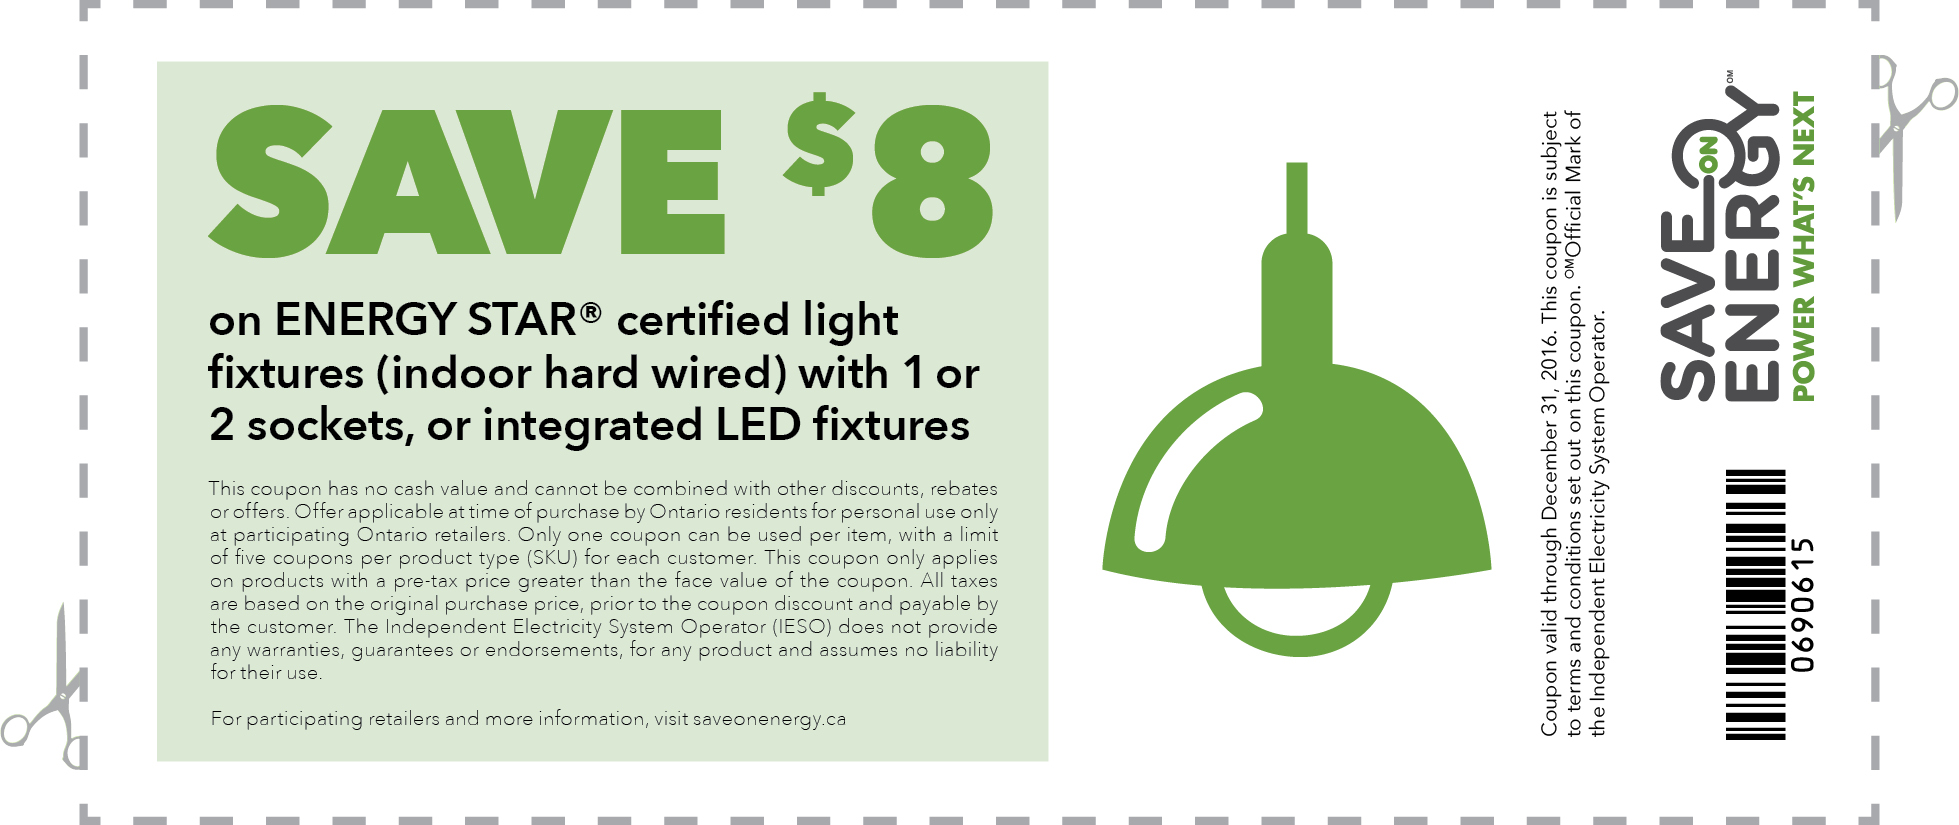 SAVE $8
on ENERGY STAR® certified light
fixtures (indoor hard wired) with 1 or
2 sockets, or integrated LED fixtures
This coupon has no cash value and cannot be combined with other discounts, rebates
or offers. Offer applicable at time of purchase by Ontario residents for personal use only
at participating Ontario retailers. Only one coupon can be used per item, with a limit
of five coupons per product type (SKU) for each customer. This coupon only applies
on products with a pre-tax price greater than the face value of the coupon. All taxes
are based on the original purchase price, prior to the coupon discount and payable by
the customer. The Independent Electricity System Operator (IESO) does not provide
any warranties, guarantees or endorsements, for any product and assumes no liability
for their use.
For participating retailers and more information, visit saveonenergy.ca
Coupon valid through December 31, 2016. This coupon is subject
to terms and conditions set out on this coupon. OMOfficial Mark of
the Independent Electricity System Operator.
SAVE ON
ENERGY OM
POWER WHAT'S NEXT
0690615